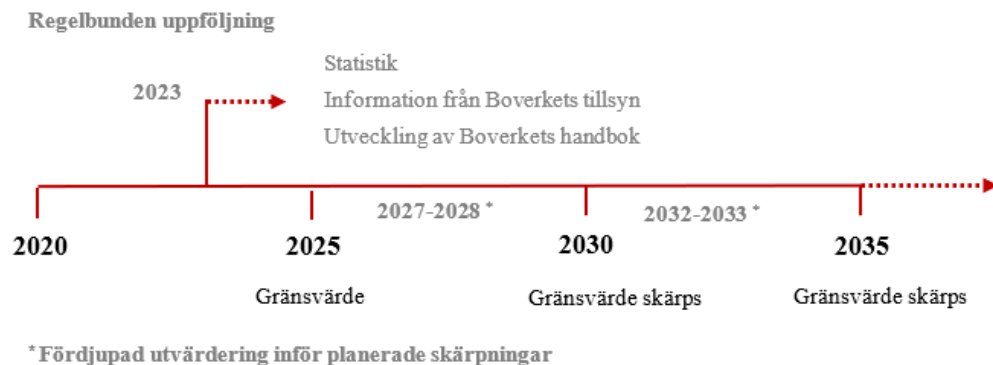 Regelbunden uppföljning
Statistik
2023
Information från Boverkets tillsyn
Utveckling av Boverkets handbok
2027-2028 *
2032-2033 *
2020
2025
2030
2035
Gränsvärde
Gränsvärde skärps
Gränsvärde skärps
* Fördjupad utvärdering inför planerade skärpningar